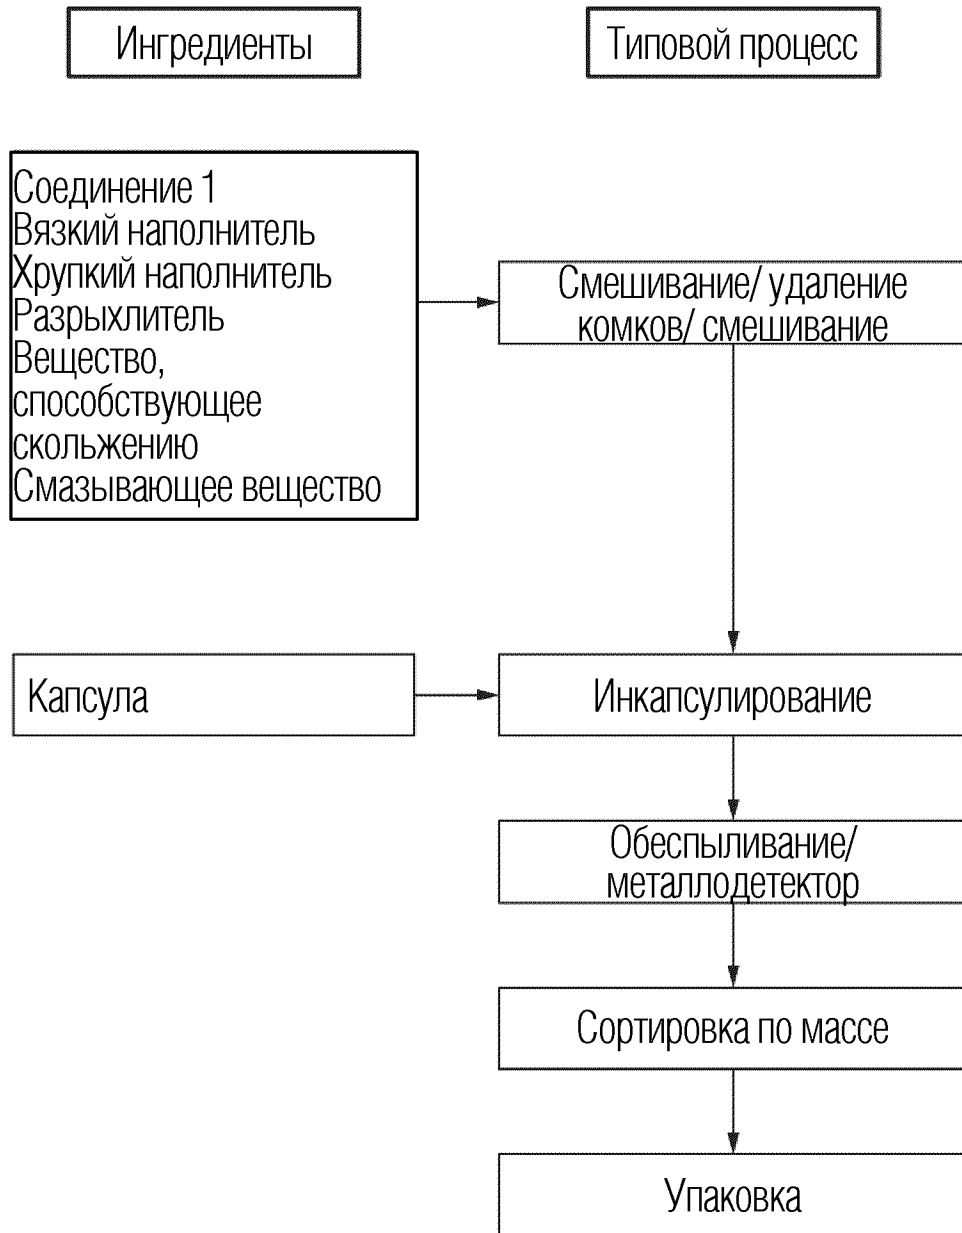 Ингредиенты
Типовой процесс
Соединение 1
Вязкий наполнитель
Хрупкий наполнитель
Разрыхлитель
Вещество,
способствующее
скольжению
Смазывающее вещество
Смешивание/ удаление
комков/ смешивание
Капсула
Инкапсулирование
Обеспыливание/
металлодетектор
Сортировка по массе
Упаковка